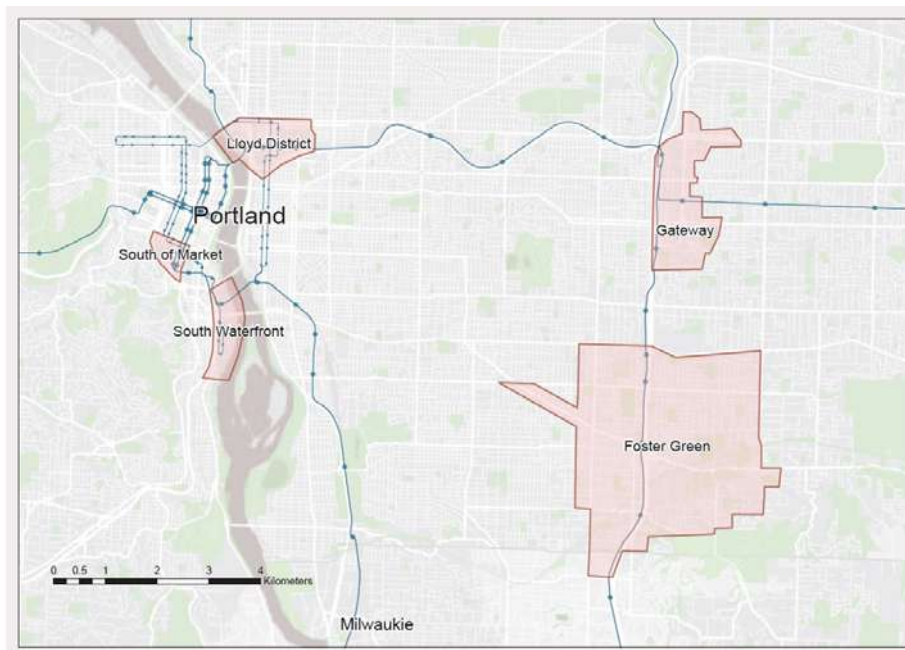 Lloyd District
Portland
Gateway
South of Market
South Waterfront
Foster Green
0 0.5 1 2 3 4
Kilometers
Milwaukie